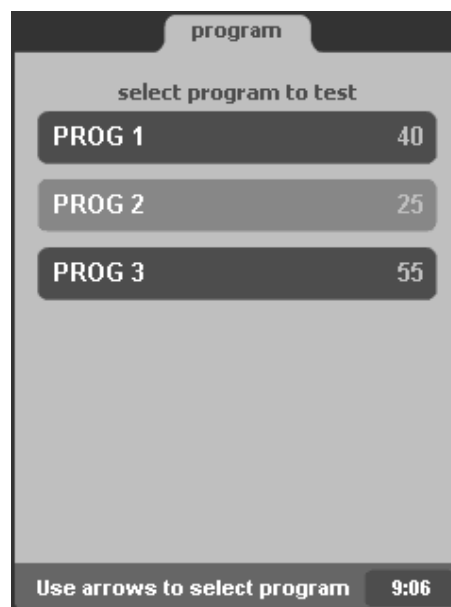 program
select program to test
PROG 1 40
PROG 2 25
PROG 3 55
Use arrows to select program 9:06